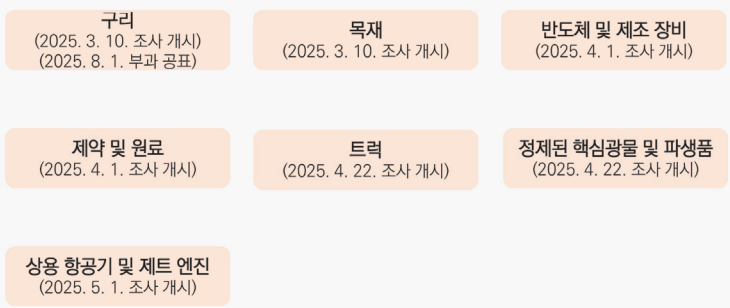 구리
(2025. 3. 10. 조사 개시)
(2025. 8. 1. 부과 공표)
목재
(2025. 3. 10. 조사 개시)
반도체 및 제조 장비
(2025. 4. 1. 조사 개시)
제약 및 원료
(2025. 4. 1. 조사 개시)
트럭
(2025. 4. 22. 조사 개시)
정제된 핵심광물 및 파생품
(2025. 4. 22. 조사 개시)
상용 항공기 및 제트 엔진
(2025. 5. 1. 조사 개시)